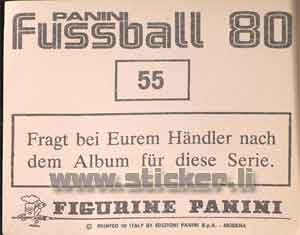 PANINI
Fussball 80
55
Fragt bei Eurem Händler nach
dem Album für diese Serie.
www.sticker.li
FIGURINE PANINI
© PRINTED IN ITALY BY EDIZIONI PANINI S.p.A. - MODENA